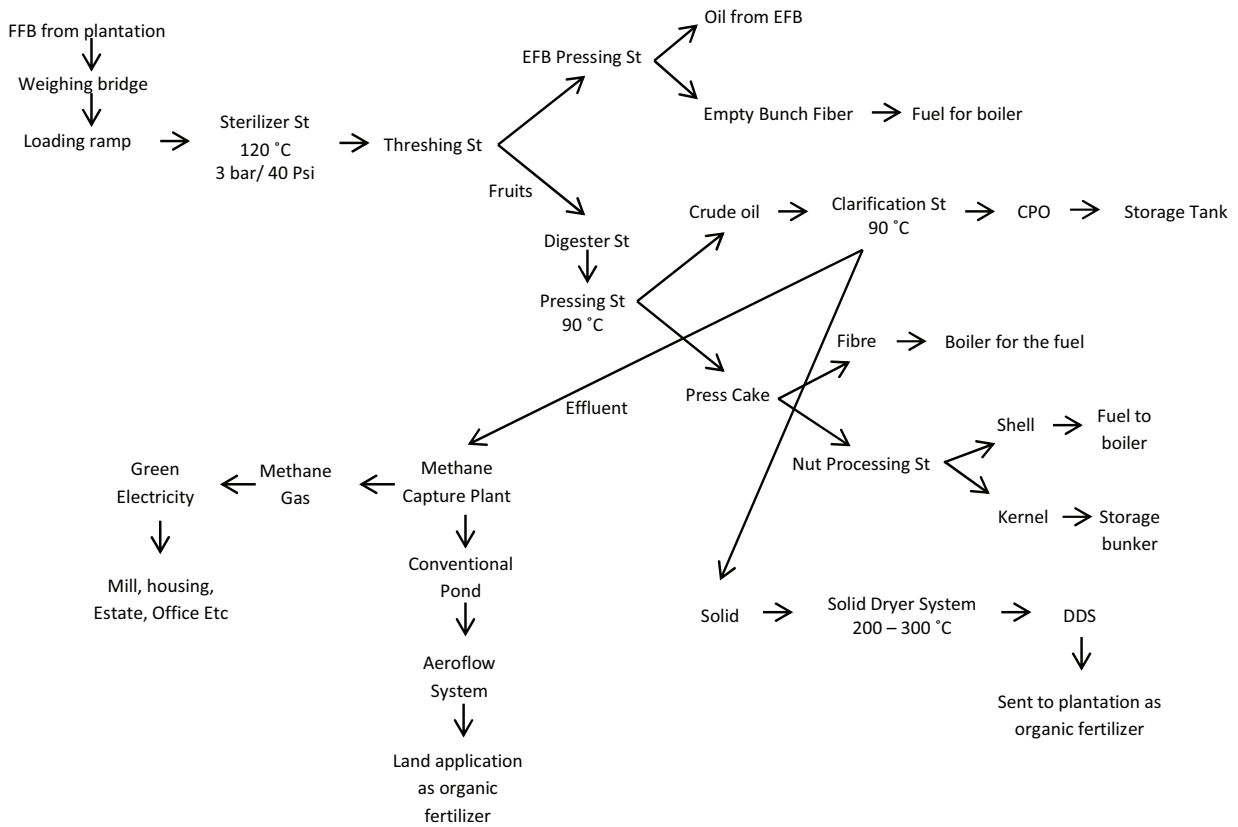 FFB from plantation
Weighing bridge
Loading ramp
Sterilizer St
120 ˚C
3 bar/ 40 Psi
Threshing St
EFB Pressing St
Oil from EFB
Empty Bunch Fiber
Fuel for boiler
Fruits
Digester St
Pressing St
90 ˚C
Crude oil
Clarification St
90 ˚C
CPO
Storage Tank
Press Cake
Fibre
Boiler for the fuel
Nut Processing St
Shell
Fuel to
boiler
Kernel
Storage
bunker
Effluent
Methane
Capture Plant
Methane
Gas
Green
Electricity
Mill, housing,
Estate, Office Etc
Conventional
Pond
Aeroflow
System
Land application
as organic
fertilizer
Solid
Solid Dryer System
200 – 300 ˚C
DDS
Sent to plantation as
organic fertilizer